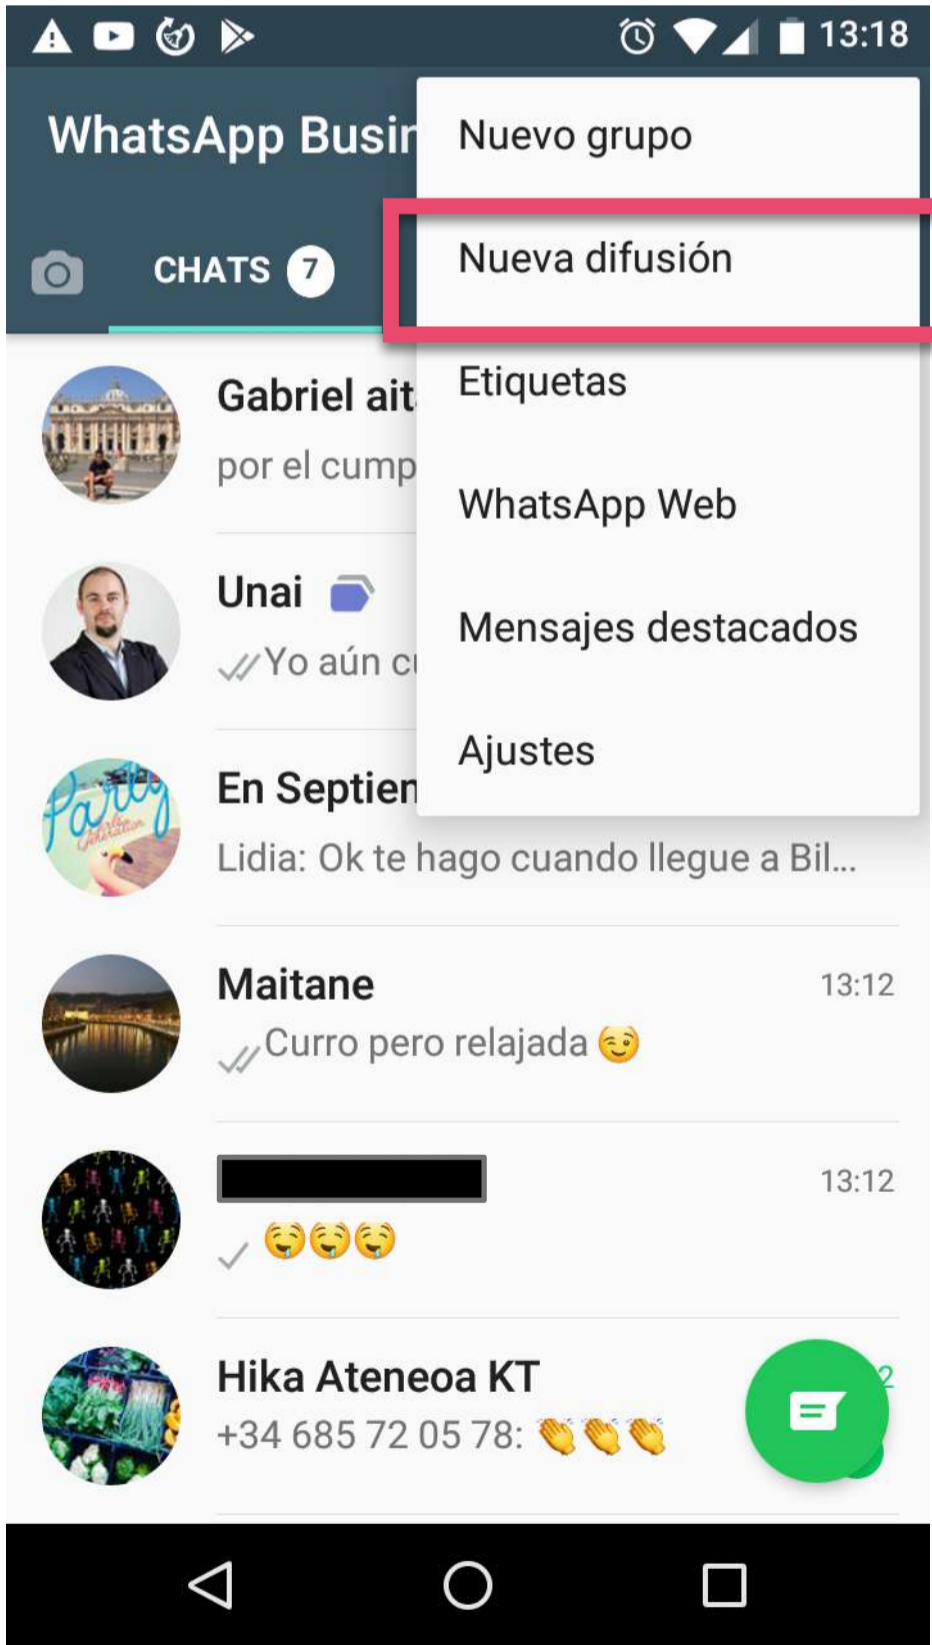 13:18
WhatsApp Busin
Nuevo grupo
CHATS 7
Nueva difusión
Etiquetas
WhatsApp Web
Mensajes destacados
Ajustes
Gabriel ait
por el cump
Unai
Yo aún
En Septien
Lidia: Ok te hago cuando llegue a Bil...
Maitane 13:12
Curro pero relajada 😉
13:12
🤤🤤🤤
Hika Ateneoa KT
+34 685 72 05 78: 👏👏👏
Party